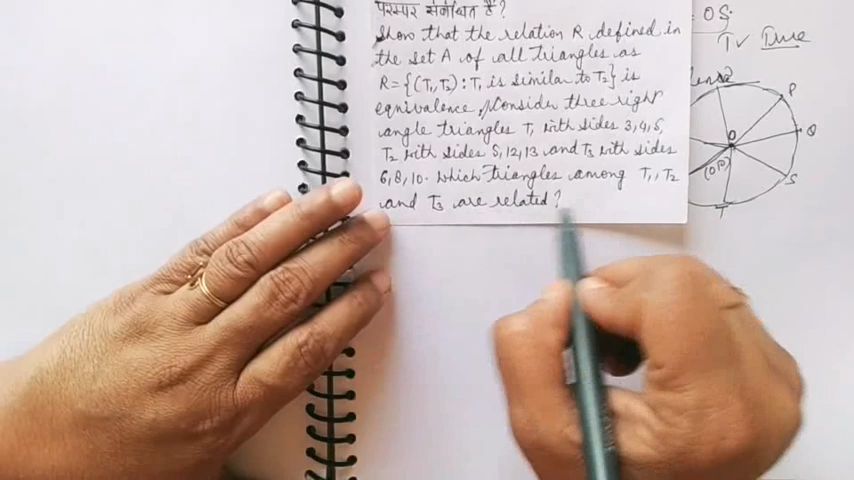 परस्पर संबंधित हैं?
Show that the relation R defined in
the set A of all triangles as
R = {(T₁,T₂) : T₁ is similar to T₂} is
equivalence. Consider three right
angle triangles T₁ with sides 3,4,5,
T₂ with sides 5,12,13 and T₃ with sides
6,8,10. which triangles among T₁, T₂
and T₃ are related?
= OS.
True
P
Q
O
S
T